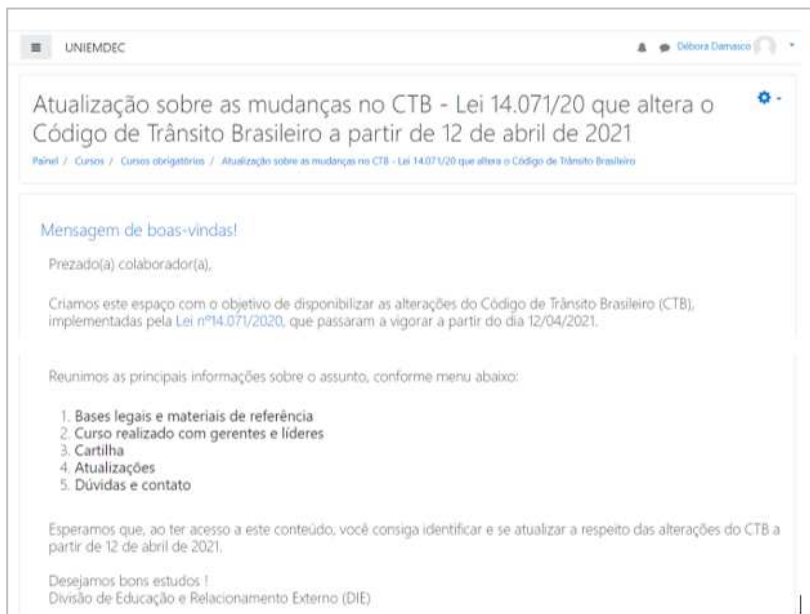 UNIEMDEC
Débora Damasco
Atualização sobre as mudanças no CTB - Lei 14.071/20 que altera o
Código de Trânsito Brasileiro a partir de 12 de abril de 2021
Painel / Cursos / Cursos obrigatórios / Atualização sobre as mudanças no CTB - Lei 14.071/20 que altera o Código de Trânsito Brasileiro
Mensagem de boas-vindas!
Prezado(a) colaborador(a),
Criamos este espaço com o objetivo de disponibilizar as alterações do Código de Trânsito Brasileiro (CTB),
implementadas pela Lei nº14.071/2020, que passaram a vigorar a partir do dia 12/04/2021.
Reunimos as principais informações sobre o assunto, conforme menu abaixo:
1. Bases legais e materiais de referência
2. Curso realizado com gerentes e líderes
3. Cartilha
4. Atualizações
5. Dúvidas e contato
Esperamos que, ao ter acesso a este conteúdo, você consiga identificar e se atualizar a respeito das alterações do CTB a
partir de 12 de abril de 2021.
Desejamos bons estudos !
Divisão de Educação e Relacionamento Externo (DIE)